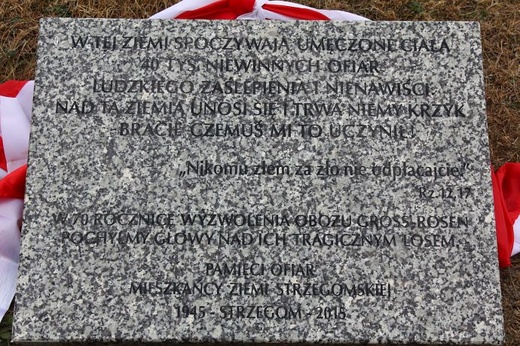 W TEJ ZIEMI SPOCZYWAJĄ UMĘCZONE CIAŁA
40 TYS. NIEWINNYCH OFIAR
LUDZKIEGO ZAŚLEPIENIA I NIENAWIŚCI.
NAD TĄ ZIEMIĄ UNOSI SIĘ I TRWA NIEMY KRZYK
- BRACIE CZEMUŚ MI TO UCZYNIŁ!
„Nikomu złem za zło nie odpłacajcie.”
Rz.12,17
W 70 ROCZNICĘ WYZWOLENIA OBOZU GROSS-ROSEN
POCHYLMY GŁOWY NAD ICH TRAGICZNYM LOSEM.
PAMIĘCI OFIAR
MIESZKAŃCY ZIEMI STRZEGOMSKIEJ
1945 - STRZEGOM - 2015